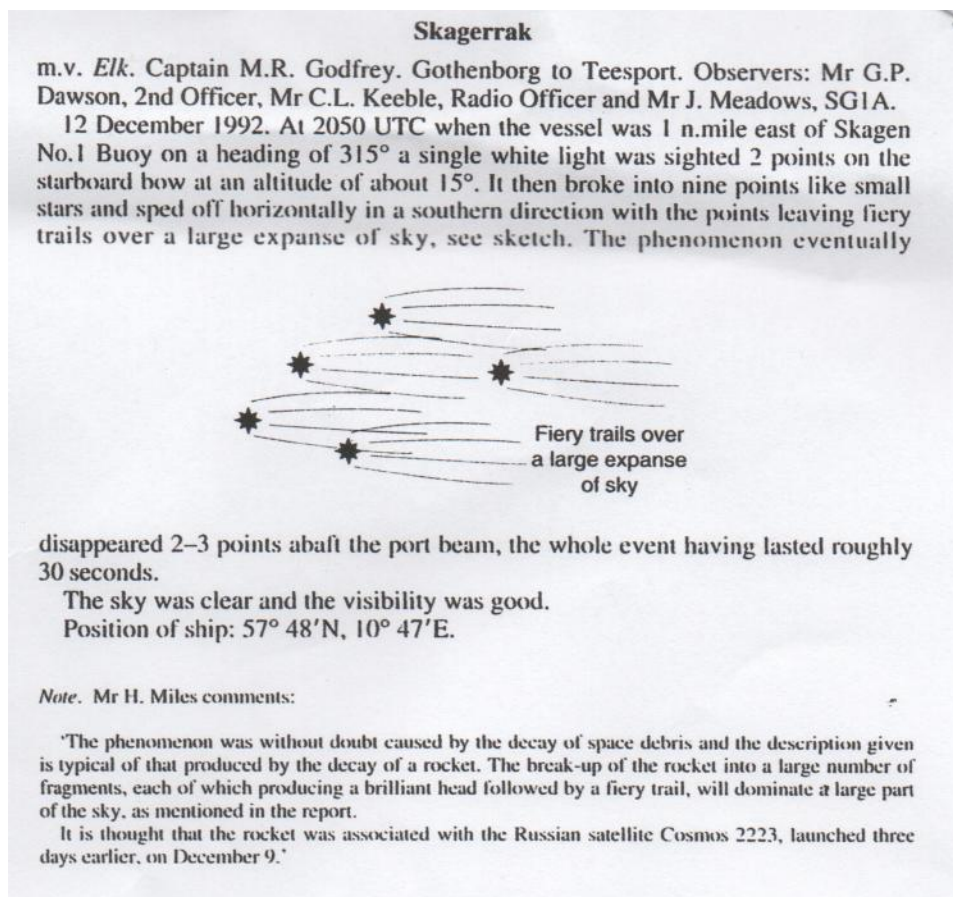 Skagerrak
m.v. Elk. Captain M.R. Godfrey. Gothenborg to Teesport. Observers: Mr G.P.
Dawson, 2nd Officer, Mr C.L. Keeble, Radio Officer and Mr J. Meadows, SG1A.
12 December 1992. At 2050 UTC when the vessel was 1 n.mile east of Skagen
No.1 Buoy on a heading of 315° a single white light was sighted 2 points on the
starboard bow at an altitude of about 15°. It then broke into nine points like small
stars and sped off horizontally in a southern direction with the points leaving fiery
trails over a large expanse of sky, see sketch. The phenomenon eventually
Fiery trails over
a large expanse
of sky
disappeared 2–3 points abaft the port beam, the whole event having lasted roughly
30 seconds.
The sky was clear and the visibility was good.
Position of ship: 57° 48′N, 10° 47′E.
Note. Mr H. Miles comments:
'The phenomenon was without doubt caused by the decay of space debris and the description given
is typical of that produced by the decay of a rocket. The break-up of the rocket into a large number of
fragments, each of which producing a brilliant head followed by a fiery trail, will dominate a large part
of the sky, as mentioned in the report.
It is thought that the rocket was associated with the Russian satellite Cosmos 2223, launched three
days earlier, on December 9.'